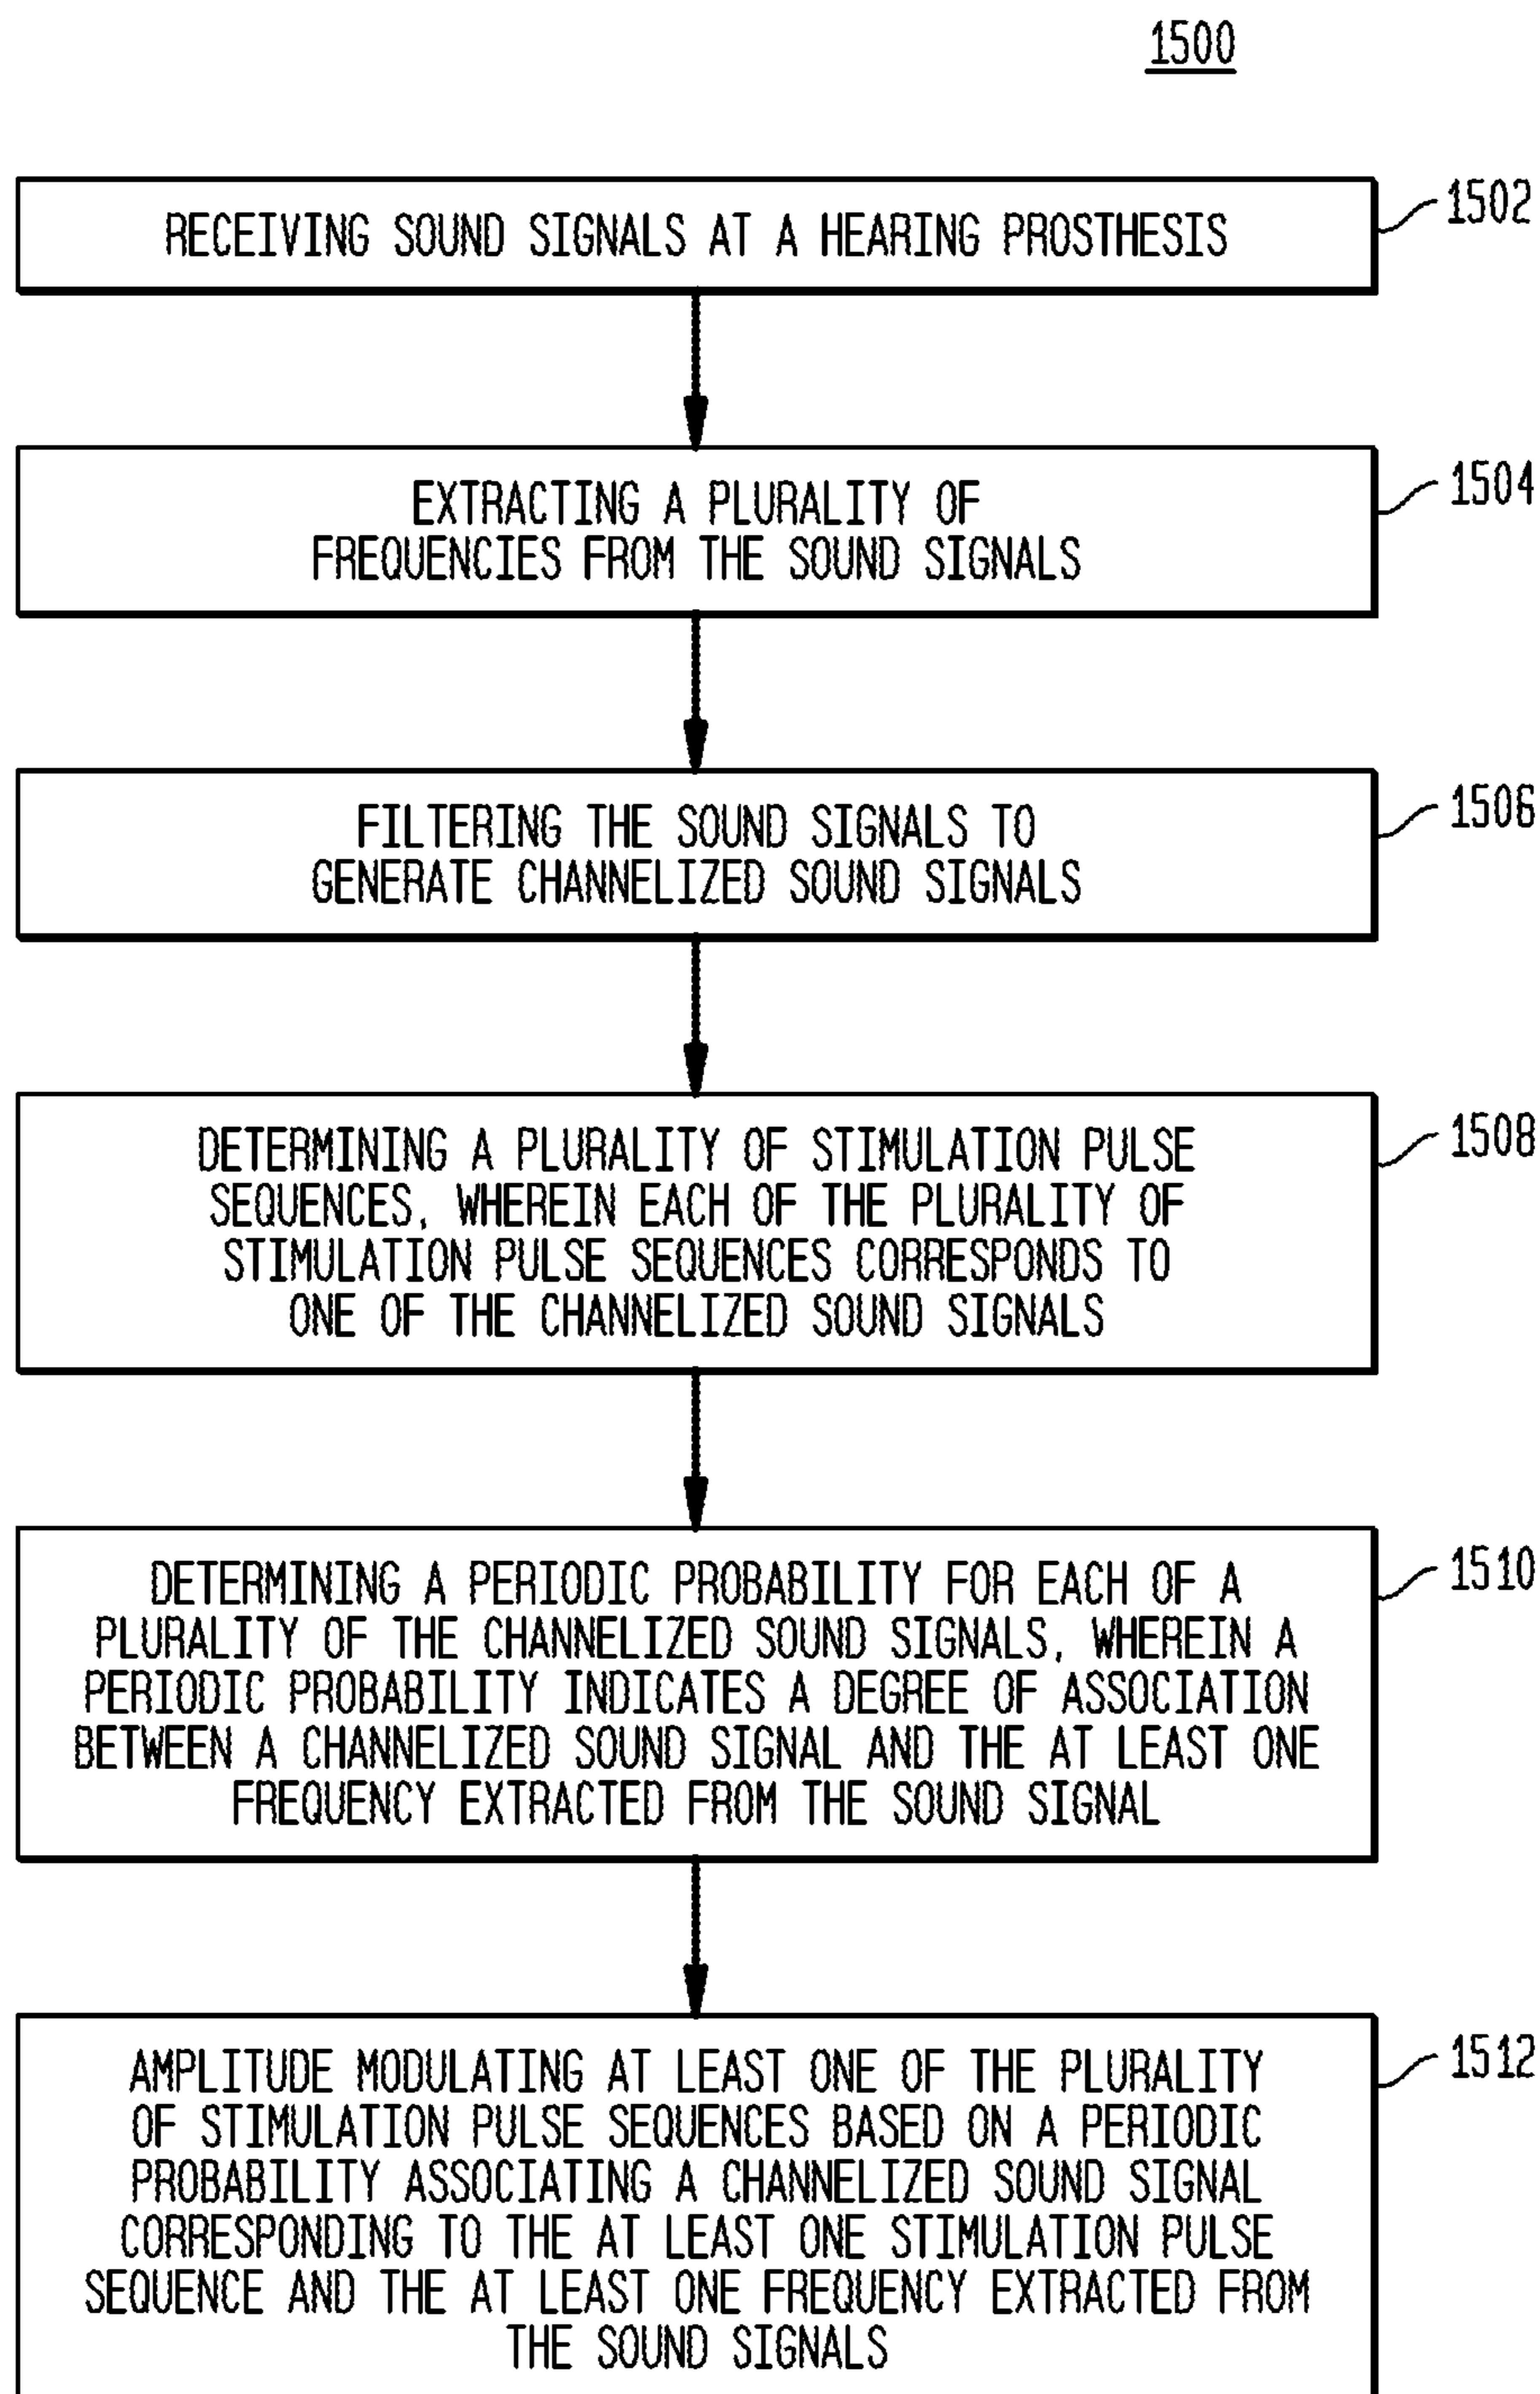 1500
RECEIVING SOUND SIGNALS AT A HEARING PROSTHESIS
1502
EXTRACTING A PLURALITY OF
FREQUENCIES FROM THE SOUND SIGNALS
1504
FILTERING THE SOUND SIGNALS TO
GENERATE CHANNELIZED SOUND SIGNALS
1506
DETERMINING A PLURALITY OF STIMULATION PULSE
SEQUENCES, WHEREIN EACH OF THE PLURALITY OF
STIMULATION PULSE SEQUENCES CORRESPONDS TO
ONE OF THE CHANNELIZED SOUND SIGNALS
1508
DETERMINING A PERIODIC PROBABILITY FOR EACH OF A
PLURALITY OF THE CHANNELIZED SOUND SIGNALS, WHEREIN A
PERIODIC PROBABILITY INDICATES A DEGREE OF ASSOCIATION
BETWEEN A CHANNELIZED SOUND SIGNAL AND THE AT LEAST ONE
FREQUENCY EXTRACTED FROM THE SOUND SIGNAL
1510
AMPLITUDE MODULATING AT LEAST ONE OF THE PLURALITY
OF STIMULATION PULSE SEQUENCES BASED ON A PERIODIC
PROBABILITY ASSOCIATING A CHANNELIZED SOUND SIGNAL
CORRESPONDING TO THE AT LEAST ONE STIMULATION PULSE
SEQUENCE AND THE AT LEAST ONE FREQUENCY EXTRACTED FROM
THE SOUND SIGNALS
1512